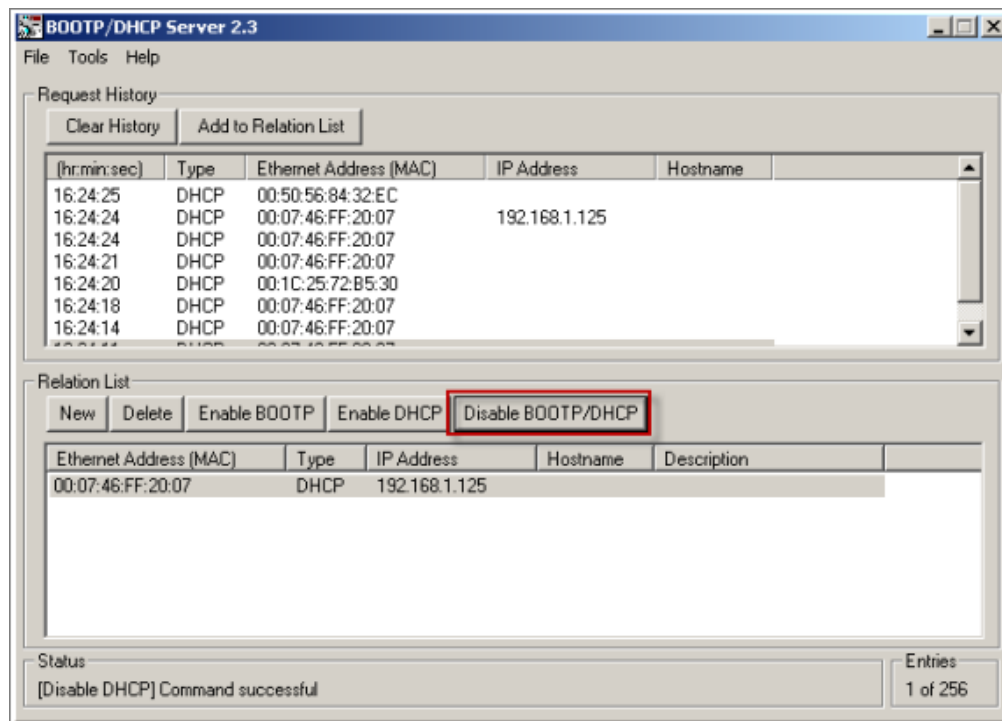 BOOTP/DHCP Server 2.3
File Tools Help
Request History
Clear History Add to Relation List
(hr:min:sec) Type Ethernet Address (MAC) IP Address Hostname
16:24:25 DHCP 00:50:56:84:32:EC
16:24:24 DHCP 00:07:46:FF:20:07 192.168.1.125
16:24:24 DHCP 00:07:46:FF:20:07
16:24:21 DHCP 00:07:46:FF:20:07
16:24:20 DHCP 00:1C:25:72:B5:30
16:24:18 DHCP 00:07:46:FF:20:07
16:24:14 DHCP 00:07:46:FF:20:07
Relation List
New Delete Enable BOOTP Enable DHCP Disable BOOTP/DHCP
Ethernet Address (MAC) Type IP Address Hostname Description
00:07:46:FF:20:07 DHCP 192.168.1.125
Status
[Disable DHCP] Command successful
Entries
1 of 256